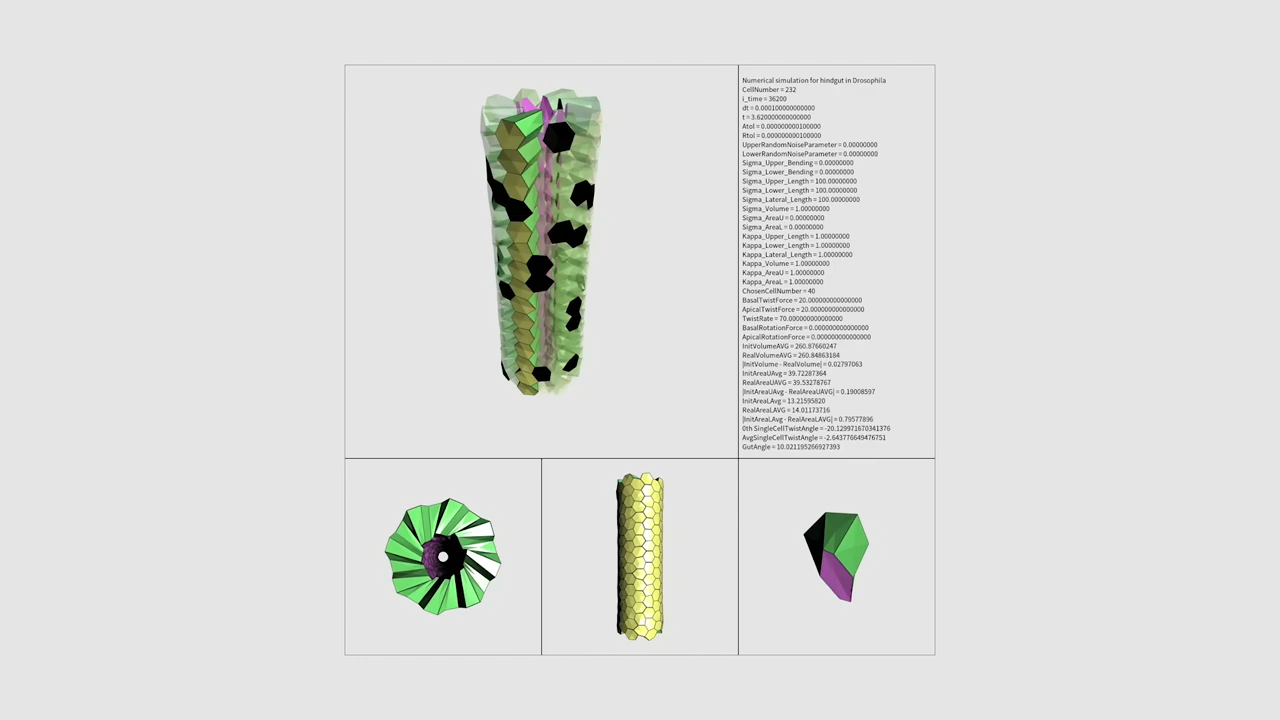 Numerical simulation for hindgut in Drosophila
CellNumber = 232
i_time = 36200
dt = 0.000100000000000
t = 3.620000000000000
Atol = 0.000000000100000
Rtol = 0.000000000100000
UpperRandomNoiseParameter = 0.00000000
LowerRandomNoiseParameter = 0.00000000
Sigma_Upper_Bending = 0.00000000
Sigma_Lower_Bending = 0.00000000
Sigma_Upper_Length = 100.00000000
Sigma_Lower_Length = 100.00000000
Sigma_Lateral_Length = 100.00000000
Sigma_Volume = 1.00000000
Sigma_AreaU = 0.00000000
Sigma_AreaL = 0.00000000
Kappa_Upper_Length = 1.00000000
Kappa_Lower_Length = 1.00000000
Kappa_Lateral_Length = 1.00000000
Kappa_Volume = 1.00000000
Kappa_AreaU = 1.00000000
Kappa_AreaL = 1.00000000
ChosenCellNumber = 40
BasalTwistForce = 20.000000000000000
ApicalTwistForce = 20.000000000000000
TwistRate = 70.000000000000000
BasalRotationForce = 0.000000000000000
ApicalRotationForce = 0.000000000000000
InitVolumeAVG = 260.87660247
RealVolumeAVG = 260.84863184
|InitVolume - RealVolume| = 0.02797063
InitAreaUAvg = 39.72287364
RealAreaUAVG = 39.53278767
|InitAreaUAvg - RealAreaUAVG| = 0.19008597
InitAreaLAvg = 13.21595820
RealAreaLAVG = 14.01173716
|InitAreaLAvg - RealAreaLAVG| = 0.79577896
0th SingleCellTwistAngle = -20.129971670341376
AvgSingleCellTwistAngle = -2.643776649476751
GutAngle = 10.021195266927393